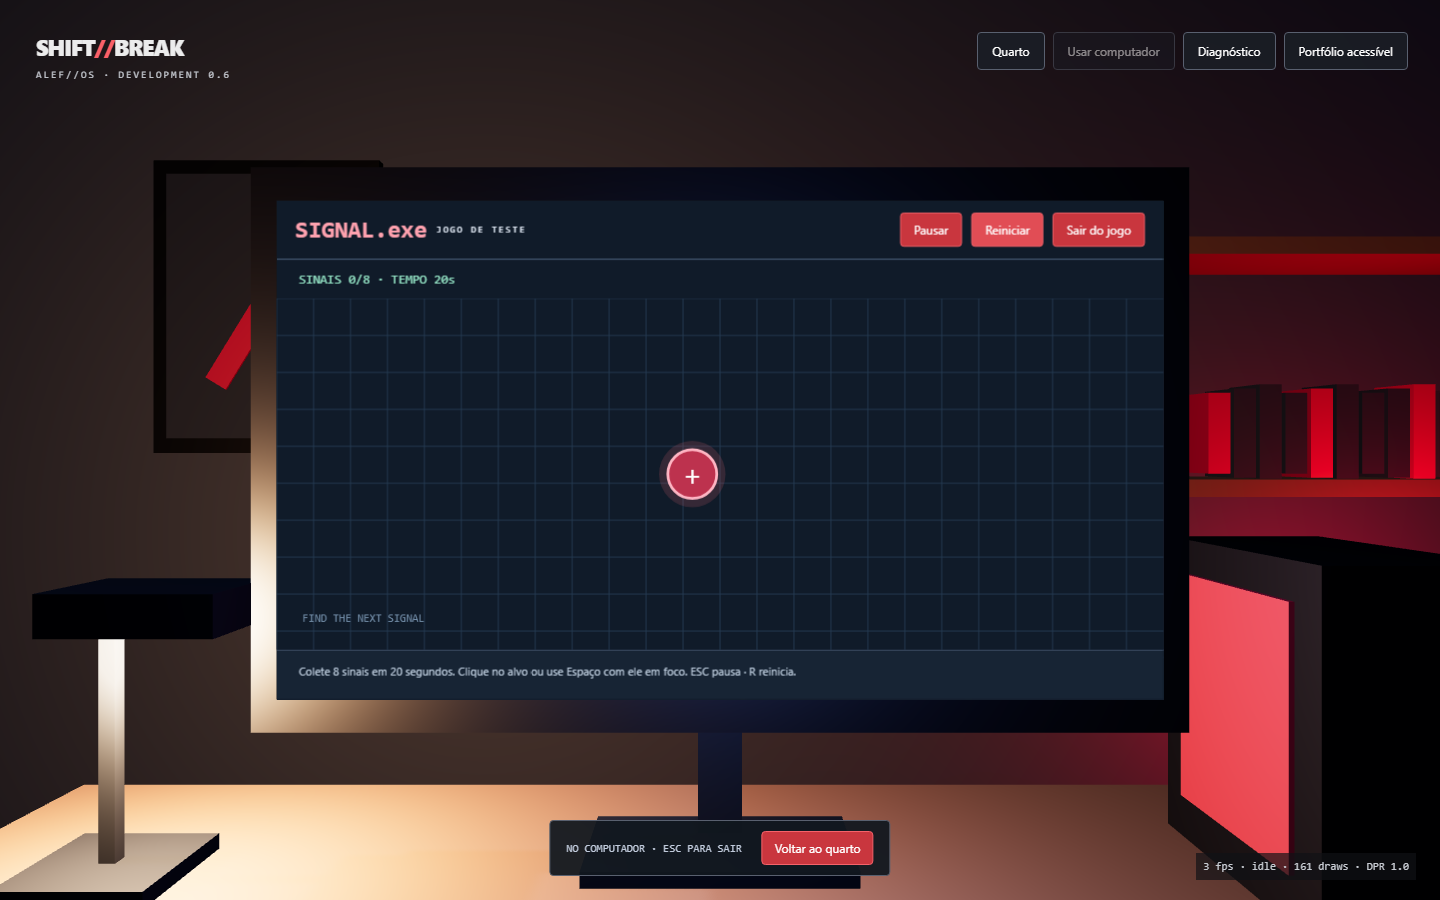 SHIFT//BREAK
ALEF//OS · DEVELOPMENT 0.6
Quarto
Usar computador
Diagnóstico
Portfólio acessível
SIGNAL.exe JOGO DE TESTE
Pausar
Reiniciar
Sair do jogo
SINAIS 0/8 · TEMPO 20s
+
FIND THE NEXT SIGNAL
Colete 8 sinais em 20 segundos. Clique no alvo ou use Espaço com ele em foco. ESC pausa · R reinicia.
NO COMPUTADOR · ESC PARA SAIR
Voltar ao quarto
3 fps · idle · 161 draws · DPR 1.0